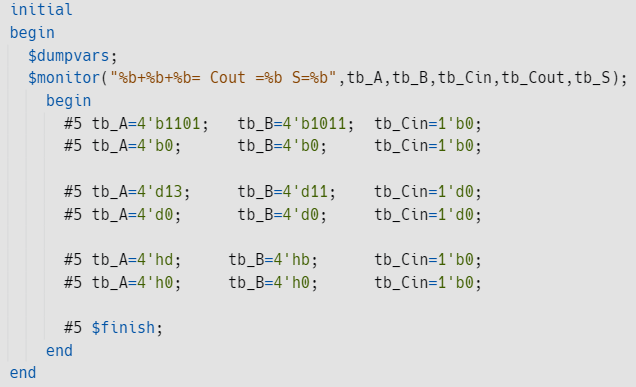 initial
begin
$dumpvars;
$monitor("%b+%b+%b= Cout =%b S=%b",tb_A,tb_B,tb_Cin,tb_Cout,tb_S);
begin
#5 tb_A=4'b1101; tb_B=4'b1011; tb_Cin=1'b0;
#5 tb_A=4'b0; tb_B=4'b0; tb_Cin=1'b0;
#5 tb_A=4'd13; tb_B=4'd11; tb_Cin=1'd0;
#5 tb_A=4'd0; tb_B=4'd0; tb_Cin=1'd0;
#5 tb_A=4'hd; tb_B=4'hb; tb_Cin=1'b0;
#5 tb_A=4'h0; tb_B=4'h0; tb_Cin=1'b0;
#5 $finish;
end
end